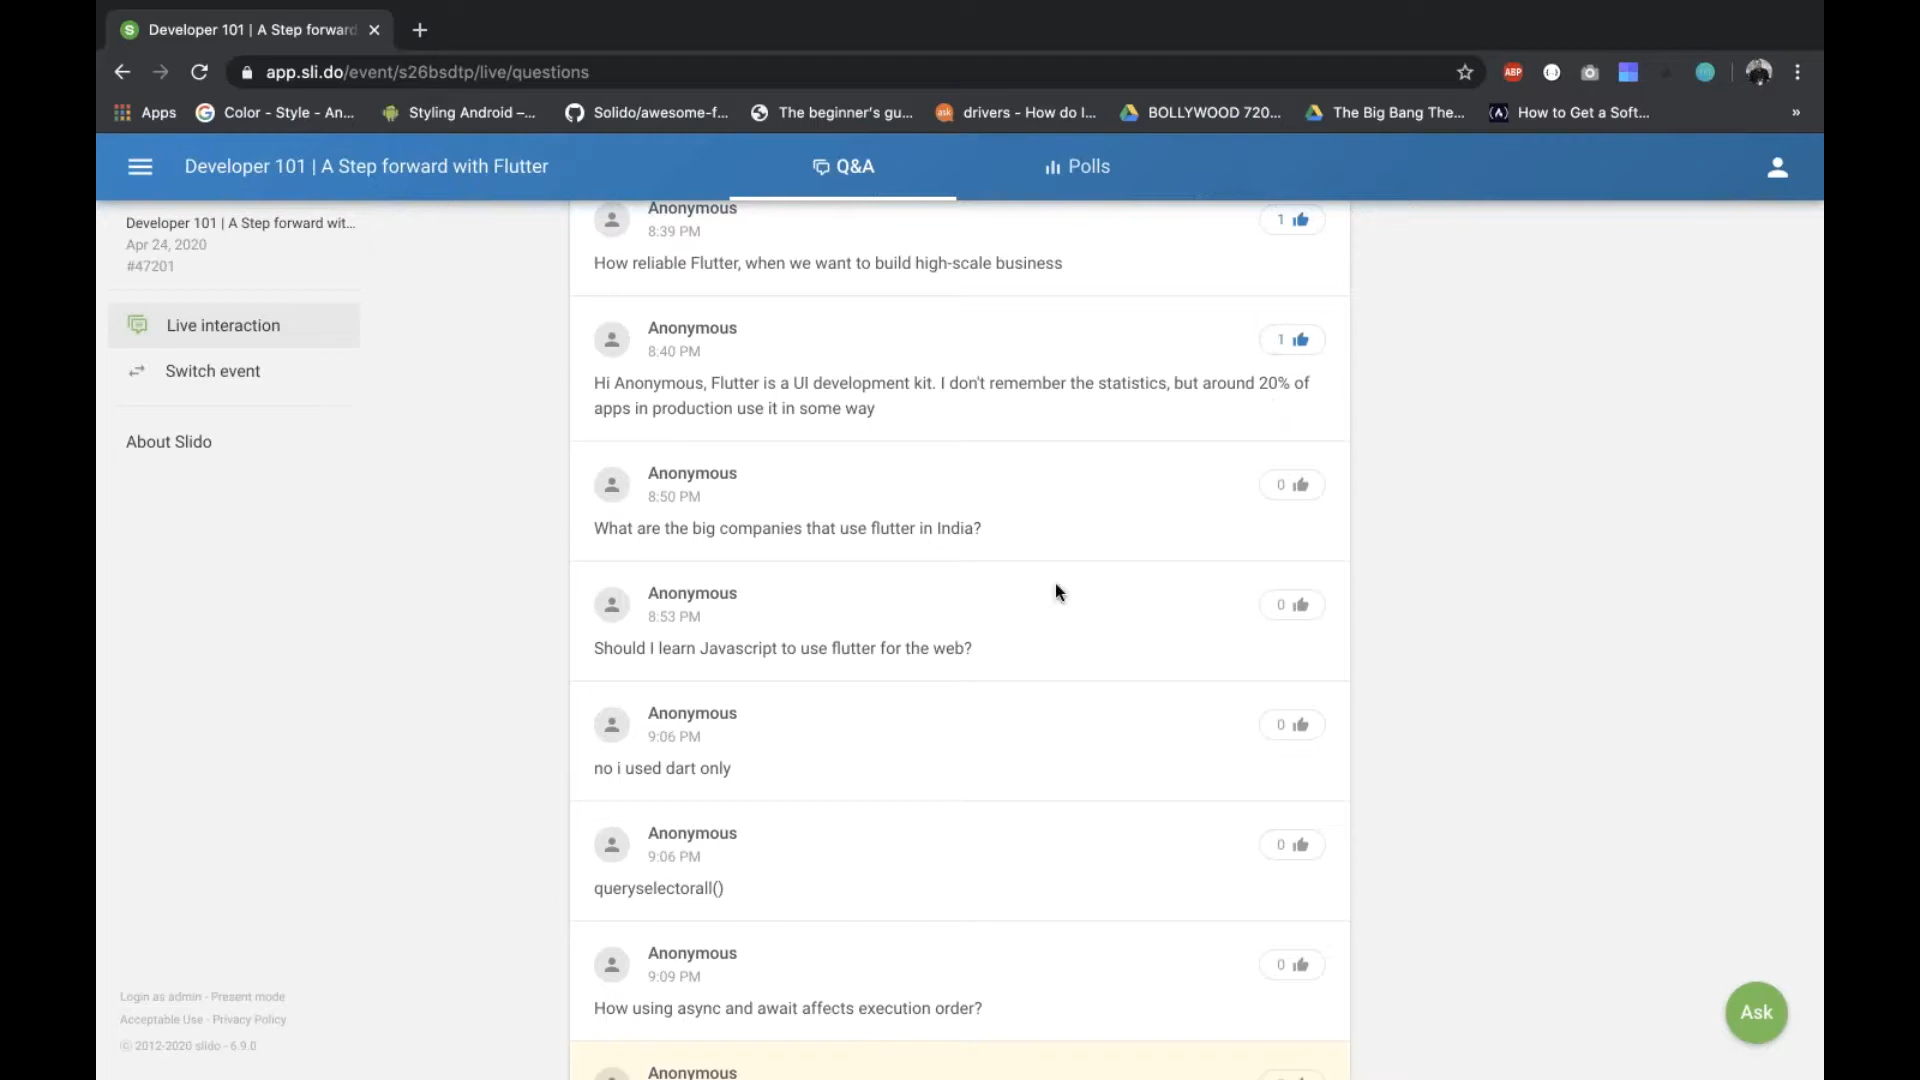 Developer 101 | A Step forward
app.sli.do/event/s26bsdtp/live/questions
ABP
Apps
Color - Style - An...
Styling Android –...
Solido/awesome-f...
The beginner's gu...
ask
drivers - How do I...
BOLLYWOOD 720...
The Big Bang The...
(A)
How to Get a Soft...
»
Developer 101 | A Step forward with Flutter
Q&A
Polls
Developer 101 | A Step forward wit...
Apr 24, 2020
#47201
Live interaction
Switch event
About Slido
Anonymous
8:39 PM
1
How reliable Flutter, when we want to build high-scale business
Anonymous
8:40 PM
1
Hi Anonymous, Flutter is a UI development kit. I don't remember the statistics, but around 20% of
apps in production use it in some way
Anonymous
8:50 PM
0
What are the big companies that use flutter in India?
Anonymous
8:53 PM
0
Should I learn Javascript to use flutter for the web?
Anonymous
9:06 PM
0
no i used dart only
Anonymous
9:06 PM
0
queryselectorall()
Anonymous
9:09 PM
0
How using async and await affects execution order?
Anonymous
Login as admin - Present mode
Acceptable Use - Privacy Policy
© 2012-2020 slido - 6.9.0
Ask